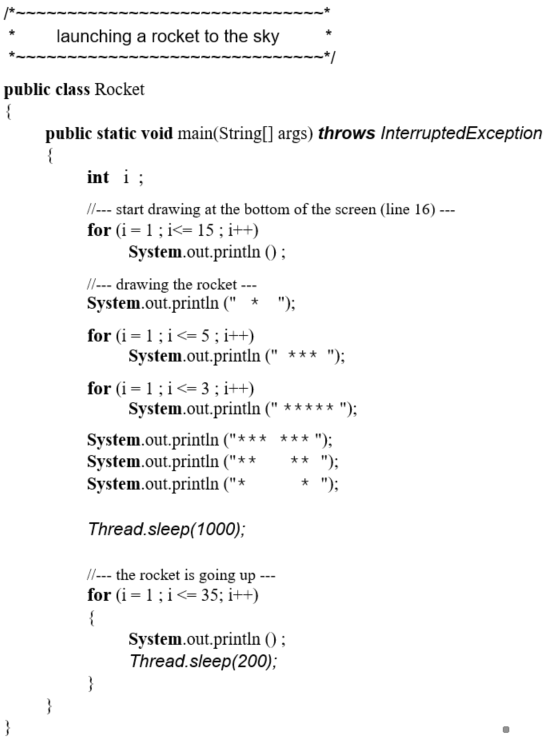 /*~~~~~~~~~~~~~~~~~~~~~~~~~~~~~~*
*      launching a rocket to the sky      *
*~~~~~~~~~~~~~~~~~~~~~~~~~~~~~~*/
public class Rocket
{
public static void main(String[] args) throws InterruptedException
{
int  i ;
//--- start drawing at the bottom of the screen (line 16) ---
for (i = 1 ; i<= 15 ; i++)
System.out.println () ;
//--- drawing the rocket ---
System.out.println ("   *   ");
for (i = 1 ; i <= 5 ; i++)
System.out.println ("  ***  ");
for (i = 1 ; i <= 3 ; i++)
System.out.println (" ***** ");
System.out.println ("***  *** ");
System.out.println ("**     **  ");
System.out.println ("*        *  ");
Thread.sleep(1000);
//--- the rocket is going up ---
for (i = 1 ; i <= 35; i++)
{
System.out.println () ;
Thread.sleep(200);
}
}
}